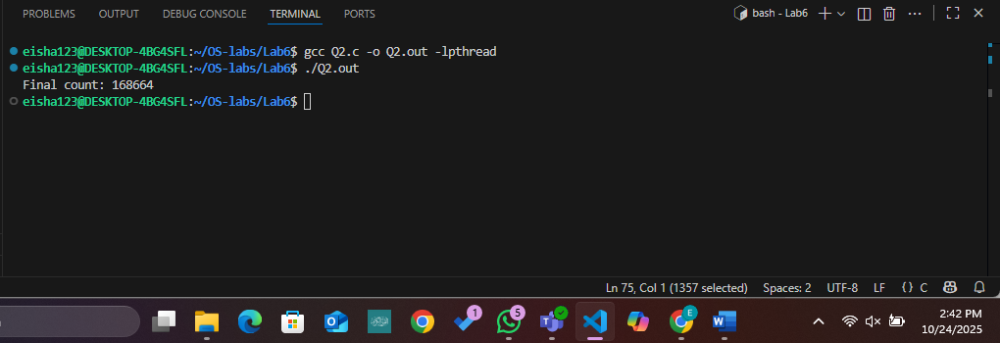 PROBLEMS OUTPUT DEBUG CONSOLE TERMINAL PORTS bash - Lab6
eisha123@DESKTOP-4BG4SFL:~/OS-labs/Lab6$ gcc Q2.c -o Q2.out -lpthread
eisha123@DESKTOP-4BG4SFL:~/OS-labs/Lab6$ ./Q2.out
Final count: 168664
eisha123@DESKTOP-4BG4SFL:~/OS-labs/Lab6$
Ln 75, Col 1 (1357 selected) Spaces: 2 UTF-8 LF {} C
1 5 E
2:42 PM
10/24/2025